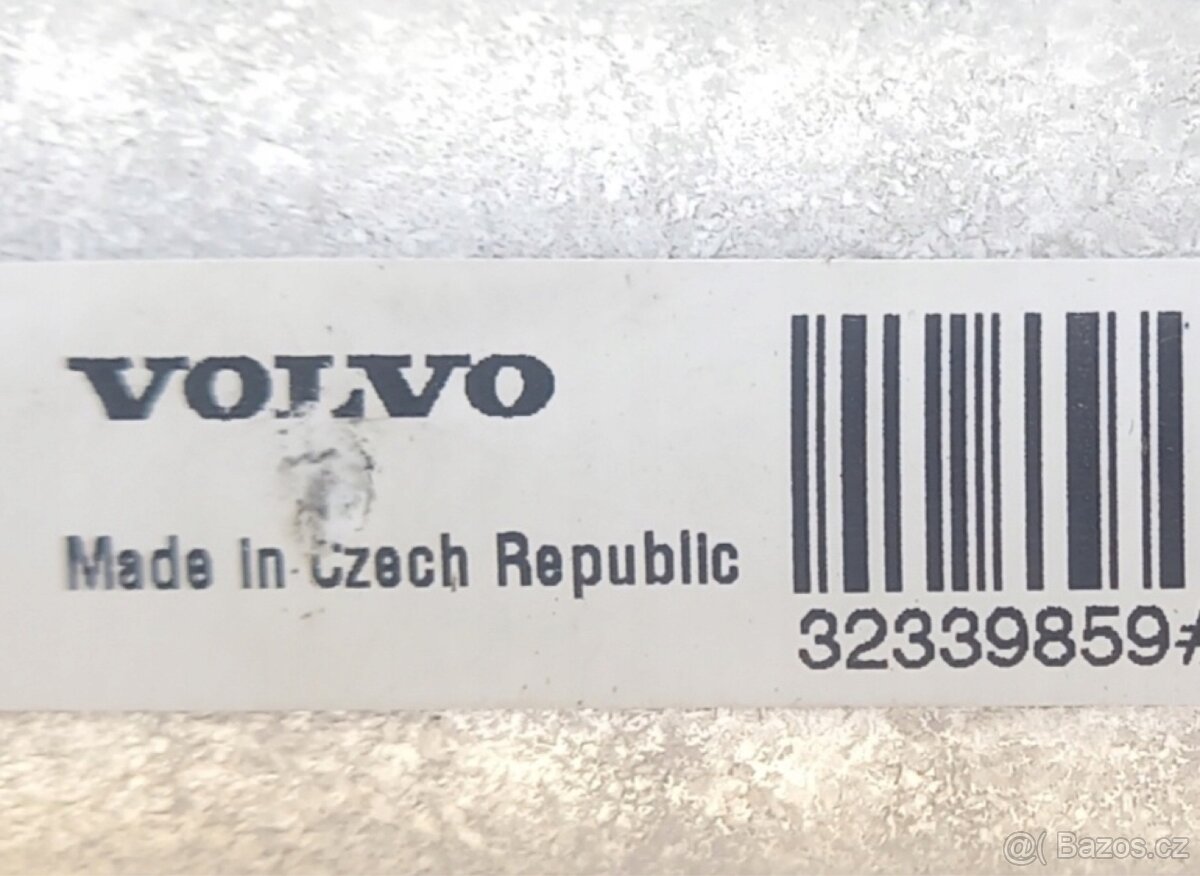 VOLVO
Made in Czech Republic
32339859#
@( Bazos.cz